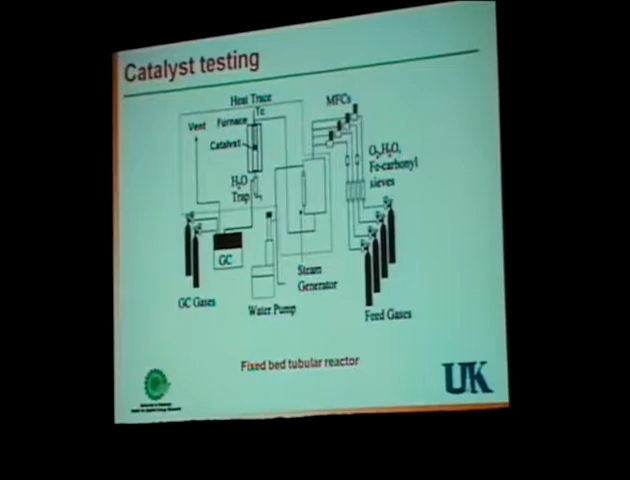 Catalyst testing
Heat Trace
MFCs
Tc
Vent
Furnace
Catalyst
O2,H2O,
Fe-carbonyl
sieves
H2O
Trap
GC
Steam
Generator
GC Gases
Water Pump
Feed Gases
Fixed bed tubular reactor
UK